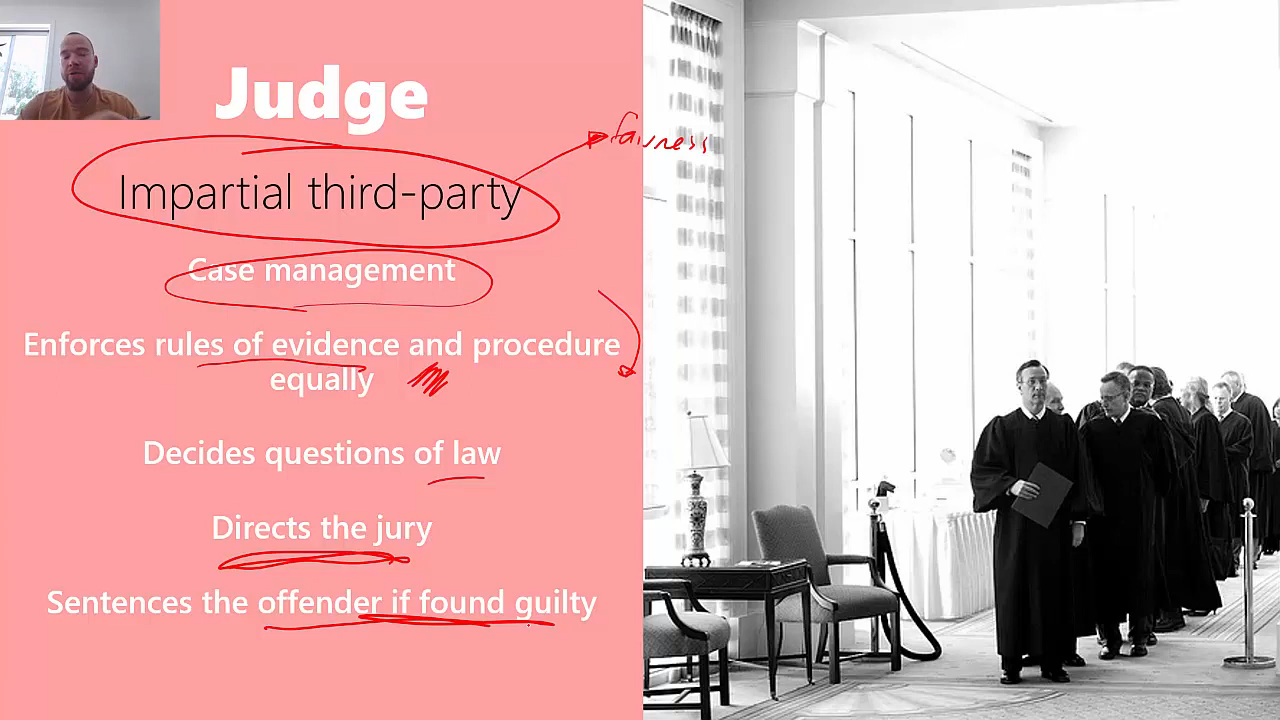 Judge
fairness
Impartial third-party
Case management
Enforces rules of evidence and procedure
equally
Decides questions of law
Directs the jury
Sentences the offender if found guilty